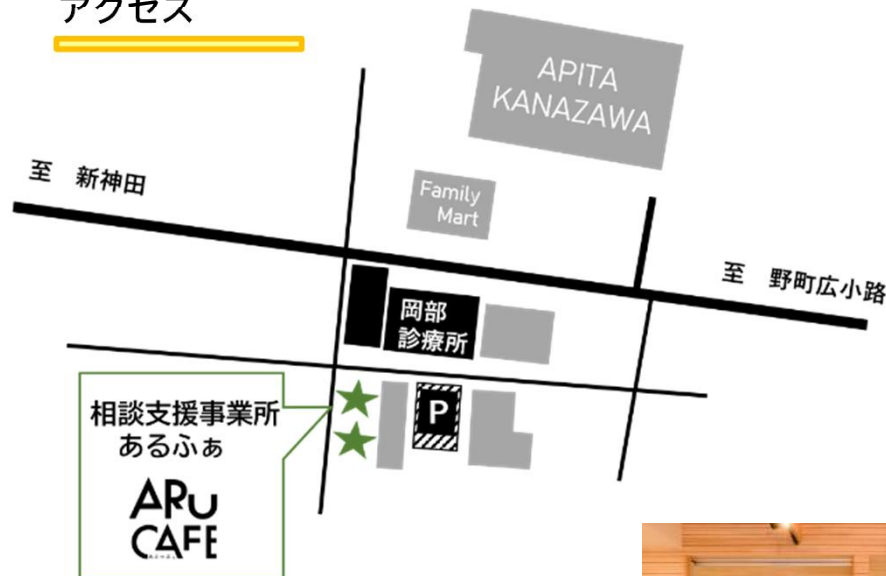 アクセス
APITA
KANAZAWA
至 新神田
Family
Mart
至 野町広小路
岡部
診療所
P
相談支援事業所
あるふぁ
ARU
CAFE